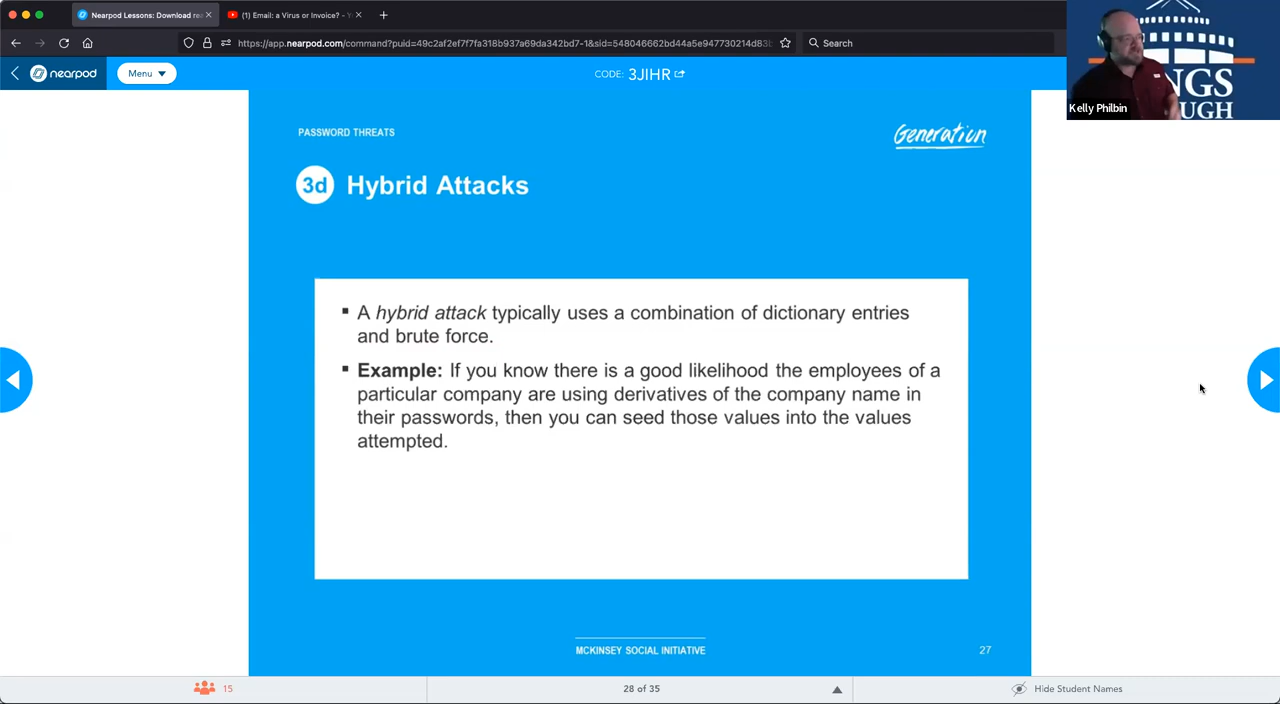 Nearpod Lessons: Download re
(1) Email: a Virus or Invoice? -
https://app.nearpod.com/command?puid=49c2af2ef7f7fa318b937a69da342bd7-1&sid=548046662bd44a5e947730214d83
Search
nearpod
Menu
CODE: 3JIHR
NGS
UGH
Kelly Philbin
PASSWORD THREATS
Generation
3d Hybrid Attacks
▪ A hybrid attack typically uses a combination of dictionary entries
and brute force.
▪ Example: If you know there is a good likelihood the employees of a
particular company are using derivatives of the company name in
their passwords, then you can seed those values into the values
attempted.
MCKINSEY SOCIAL INITIATIVE
27
15
28 of 35
Hide Student Names